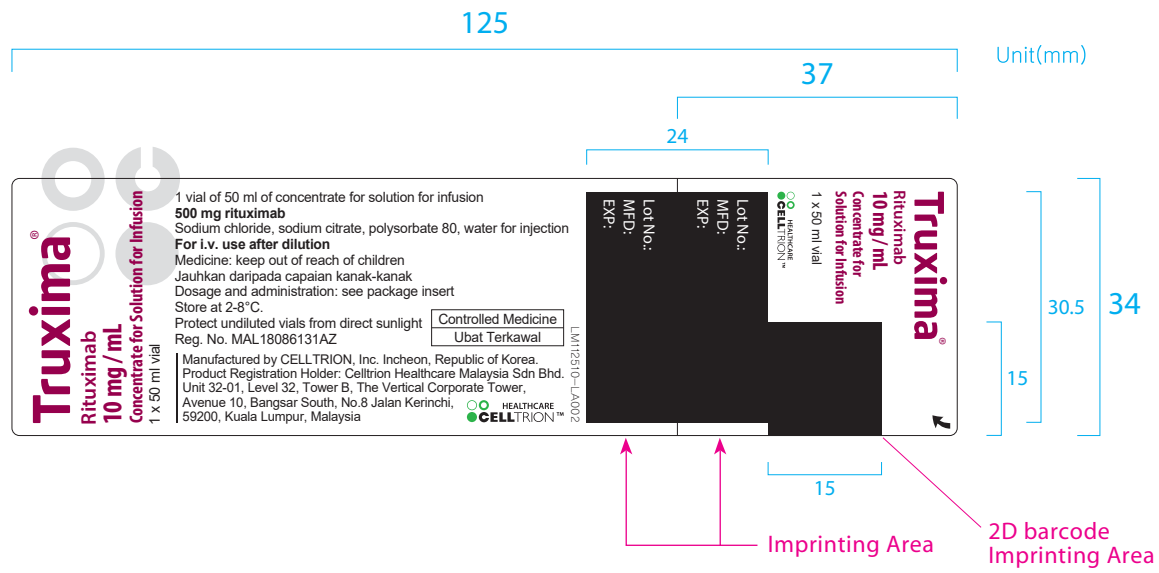 125
Unit(mm)
37
24
Truxima®
Rituximab
10 mg / mL
Concentrate for Solution for Infusion
1 x 50 ml vial
1 vial of 50 ml of concentrate for solution for infusion
500 mg rituximab
Sodium chloride, sodium citrate, polysorbate 80, water for injection
For i.v. use after dilution
Medicine: keep out of reach of children
Jauhkan daripada capaian kanak-kanak
Dosage and administration: see package insert
Store at 2-8°C.
Protect undiluted vials from direct sunlight
Reg. No. MAL18086131AZ
Controlled Medicine
Ubat Terkawal
Manufactured by CELLTRION, Inc. Incheon, Republic of Korea.
Product Registration Holder: Celltrion Healthcare Malaysia Sdn Bhd.
Unit 32-01, Level 32, Tower B, The Vertical Corporate Tower,
Avenue 10, Bangsar South, No.8 Jalan Kerinchi,
59200, Kuala Lumpur, Malaysia
HEALTHCARE
CELLTRION™
LM112510-LA002
Lot No.:
MFD:
EXP:
Lot No.:
MFD:
EXP:
Truxima®
Rituximab
10 mg / mL
Concentrate for
Solution for Infusion
1 x 50 ml vial
HEALTHCARE
CELLTRION™
15
30.5
34
15
Imprinting Area
2D barcode
Imprinting Area